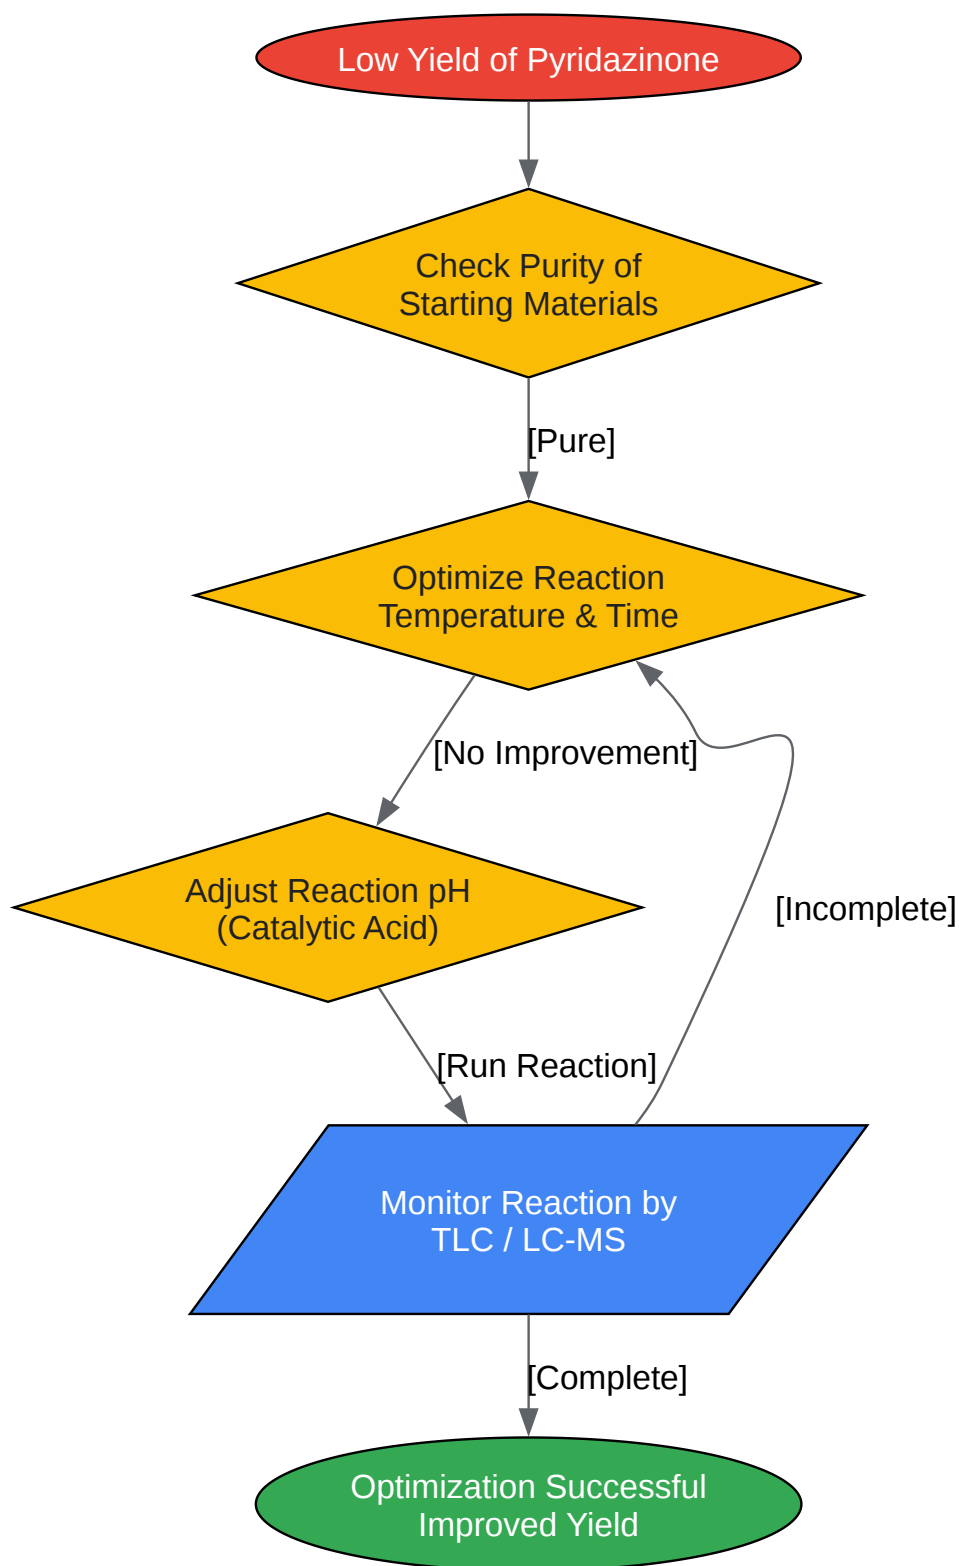 Low Yield of Pyridazinone
Check Purity of
Starting Materials
[Pure]
Optimize Reaction
Temperature & Time
[No Improvement]
Adjust Reaction pH
(Catalytic Acid)
[Incomplete]
[Run Reaction]
Monitor Reaction by
TLC / LC-MS
[Complete]
Optimization Successful
Improved Yield